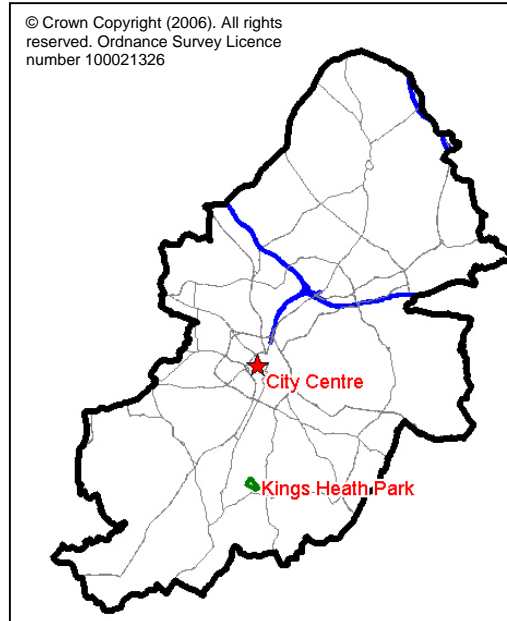 © Crown Copyright (2006). All rights
reserved. Ordnance Survey Licence
number 100021326
City Centre
Kings Heath Park